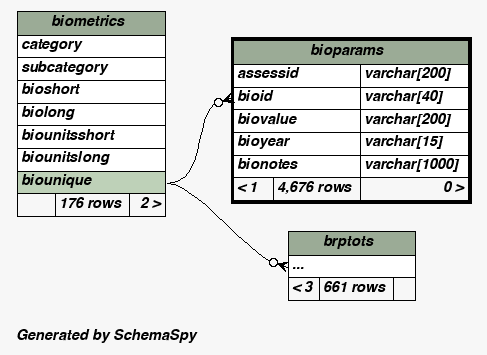 biometrics
category
subcategory
bioshort
biolong
biounitsshort
biounitslong
biounique
176 rows 2 >
bioparams
assessid varchar[200]
bioid varchar[40]
biovalue varchar[200]
bioyear varchar[15]
bionotes varchar[1000]
< 1 4,676 rows 0 >
brptots
...
< 3 661 rows
Generated by SchemaSpy